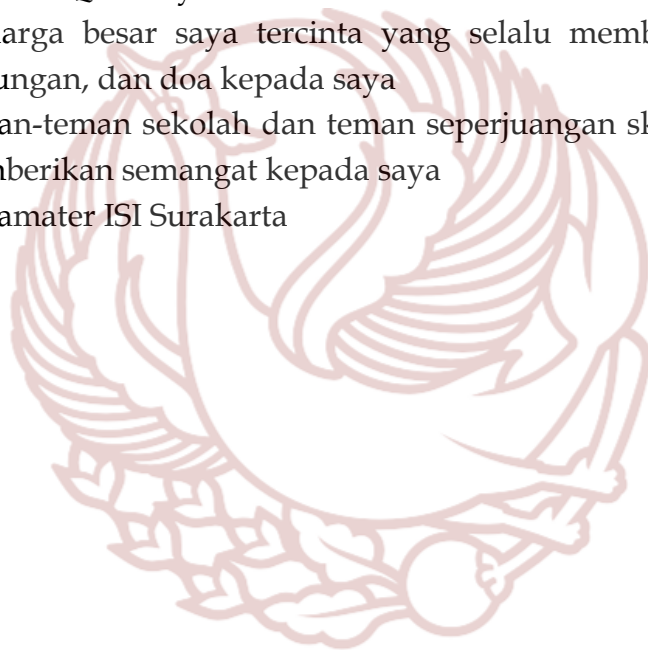 arga besar saya tercinta yang selalu memb
ungan, dan doa kepada saya
an-teman sekolah dan teman seperjuangan sk
nberikan semangat kepada saya
amater ISI Surakarta